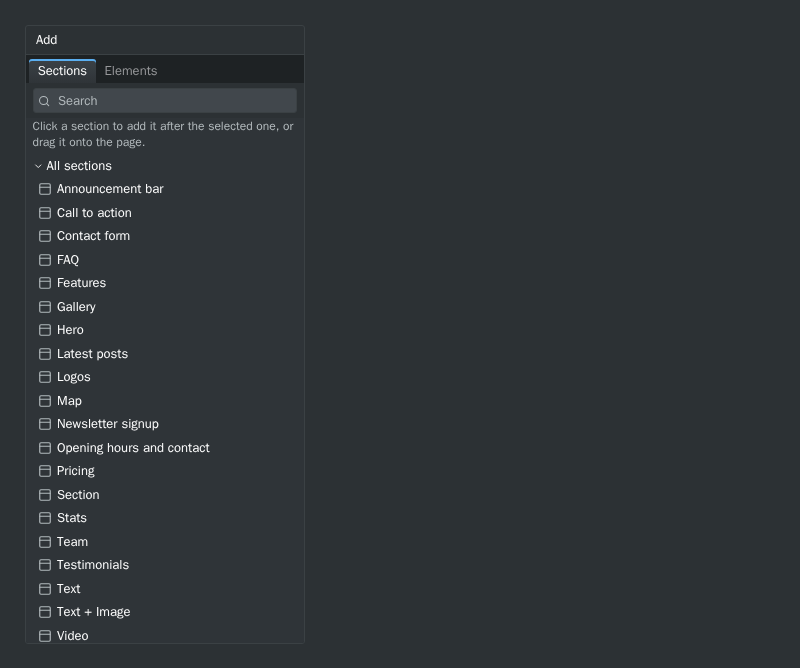 Add
Sections
Elements
Search
Click a section to add it after the selected one, or
drag it onto the page.
All sections
Announcement bar
Call to action
Contact form
FAQ
Features
Gallery
Hero
Latest posts
Logos
Map
Newsletter signup
Opening hours and contact
Pricing
Section
Stats
Team
Testimonials
Text
Text + Image
Video